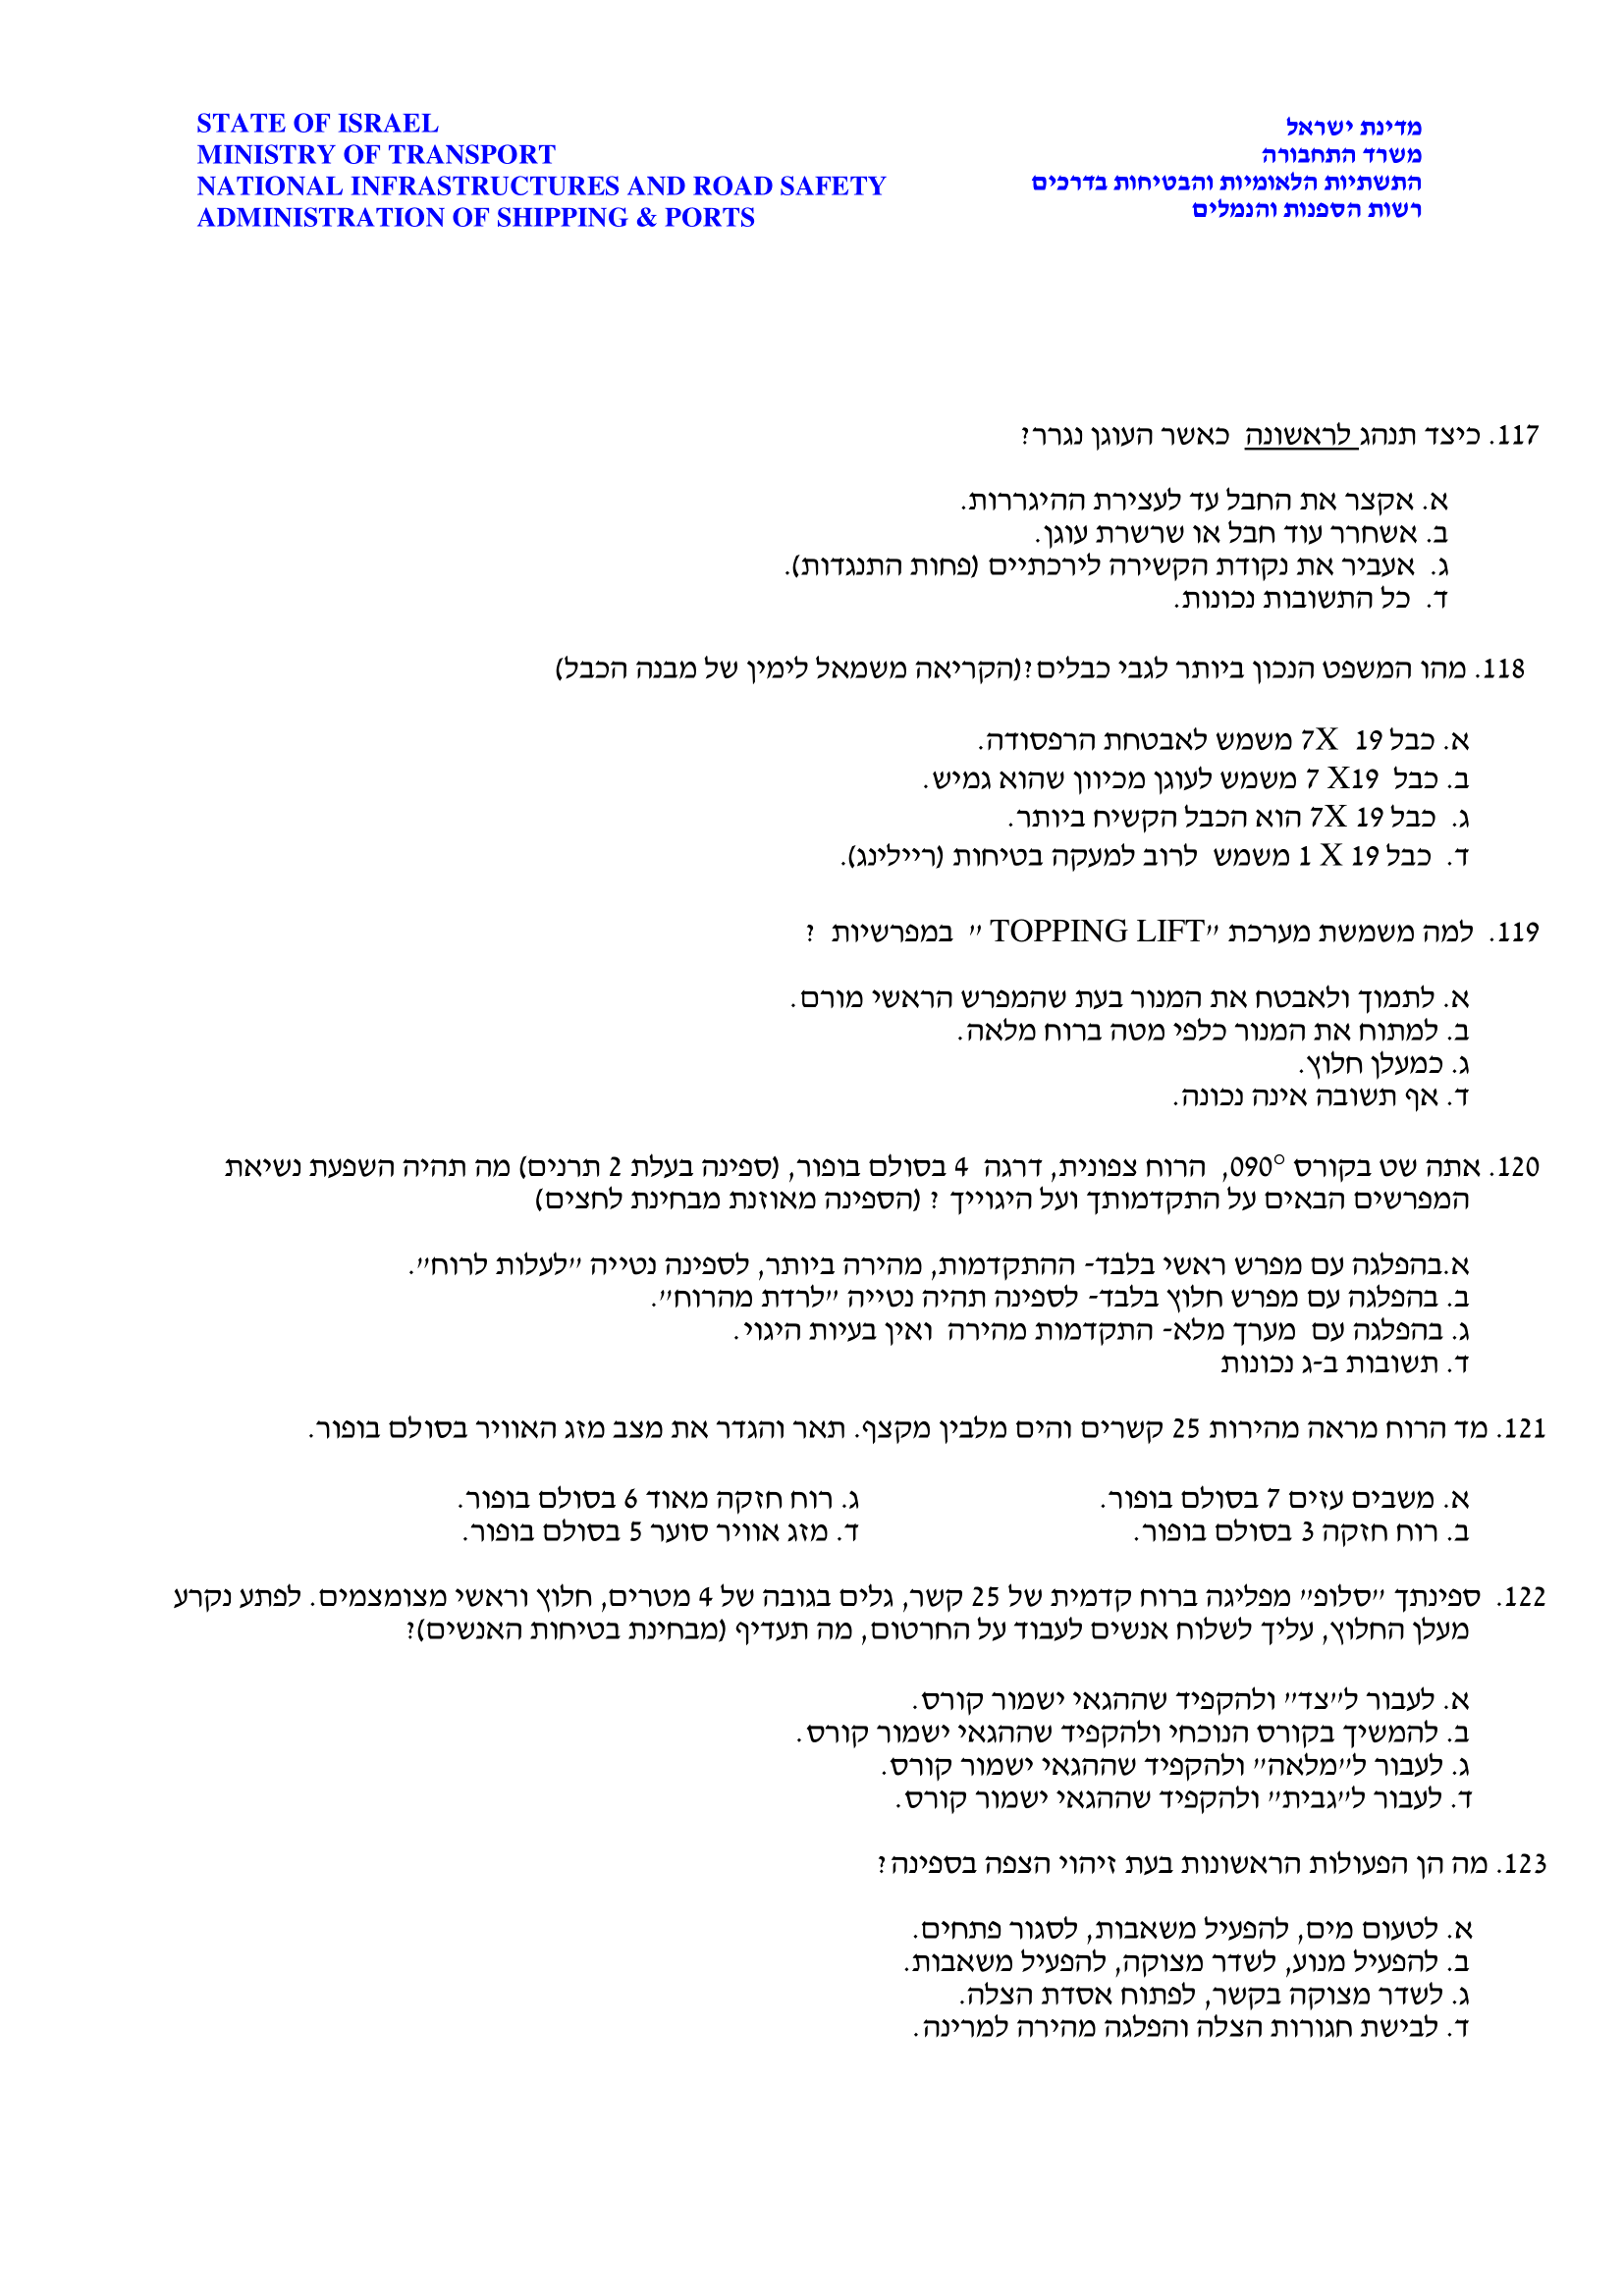 STATE OF ISRAEL
MINISTRY OF TRANSPORT
NATIONAL INFRASTRUCTURES AND ROAD SAFETY
ADMINISTRATION OF SHIPPING & PORTS
מדינת ישראל
משרד התחבורה
התשתיות הלאומיות והבטיחות בדרכים
רשות הספנות והנמלים
117. כיצד תנהג לראשונה כאשר העוגן נגרר?
א. אקצר את החבל עד לעצירת ההיגררות.
ב. אשחרר עוד חבל או שרשרת עוגן.
ג. אעביר את נקודת הקשירה לירכתיים (פחות התנגדות).
ד. כל התשובות נכונות.
118. מהו המשפט הנכון ביותר לגבי כבלים?(הקריאה משמאל לימין של מבנה הכבל)
א. כבל 7X 19 משמש לאבטחת הרפסודה.
ב. כבל 7 X19 משמש לעוגן מכיוון שהוא גמיש.
ג. כבל 7X 19 הוא הכבל הקשיח ביותר.
ד. כבל 1 X 19 משמש לרוב למעקה בטיחות (ריילינג).
119. למה משמשת מערכת "TOPPING LIFT " במפרשיות ?
א. לתמוך ולאבטח את המנור בעת שהמפרש הראשי מורם.
ב. למתוח את המנור כלפי מטה ברוח מלאה.
ג. כמעלן חלוץ.
ד. אף תשובה אינה נכונה.
120. אתה שט בקורס 090°, הרוח צפונית, דרגה 4 בסולם בופור, (ספינה בעלת 2 תרנים) מה תהיה השפעת נשיאת
המפרשים הבאים על התקדמותך ועל היגוייך ? (הספינה מאוזנת מבחינת לחצים)
א.בהפלגה עם מפרש ראשי בלבד- ההתקדמות, מהירה ביותר, לספינה נטייה "לעלות לרוח".
ב. בהפלגה עם מפרש חלוץ בלבד- לספינה תהיה נטייה "לרדת מהרוח".
ג. בהפלגה עם מערך מלא- התקדמות מהירה ואין בעיות היגוי.
ד. תשובות ב-ג נכונות
121. מד הרוח מראה מהירות 25 קשרים והים מלבין מקצף. תאר והגדר את מצב מזג האוויר בסולם בופור.
א. משבים עזים 7 בסולם בופור. ג. רוח חזקה מאוד 6 בסולם בופור.
ב. רוח חזקה 3 בסולם בופור. ד. מזג אוויר סוער 5 בסולם בופור.
122. ספינתך "סלופ" מפליגה ברוח קדמית של 25 קשר, גלים בגובה של 4 מטרים, חלוץ וראשי מצומצמים. לפתע נקרע
מעלן החלוץ, עליך לשלוח אנשים לעבוד על החרטום, מה תעדיף (מבחינת בטיחות האנשים)?
א. לעבור ל"צד" ולהקפיד שההגאי ישמור קורס.
ב. להמשיך בקורס הנוכחי ולהקפיד שההגאי ישמור קורס.
ג. לעבור ל"מלאה" ולהקפיד שההגאי ישמור קורס.
ד. לעבור ל"גבית" ולהקפיד שההגאי ישמור קורס.
123. מה הן הפעולות הראשונות בעת זיהוי הצפה בספינה?
א. לטעום מים, להפעיל משאבות, לסגור פתחים.
ב. להפעיל מנוע, לשדר מצוקה, להפעיל משאבות.
ג. לשדר מצוקה בקשר, לפתוח אסדת הצלה.
ד. לבישת חגורות הצלה והפלגה מהירה למרינה.